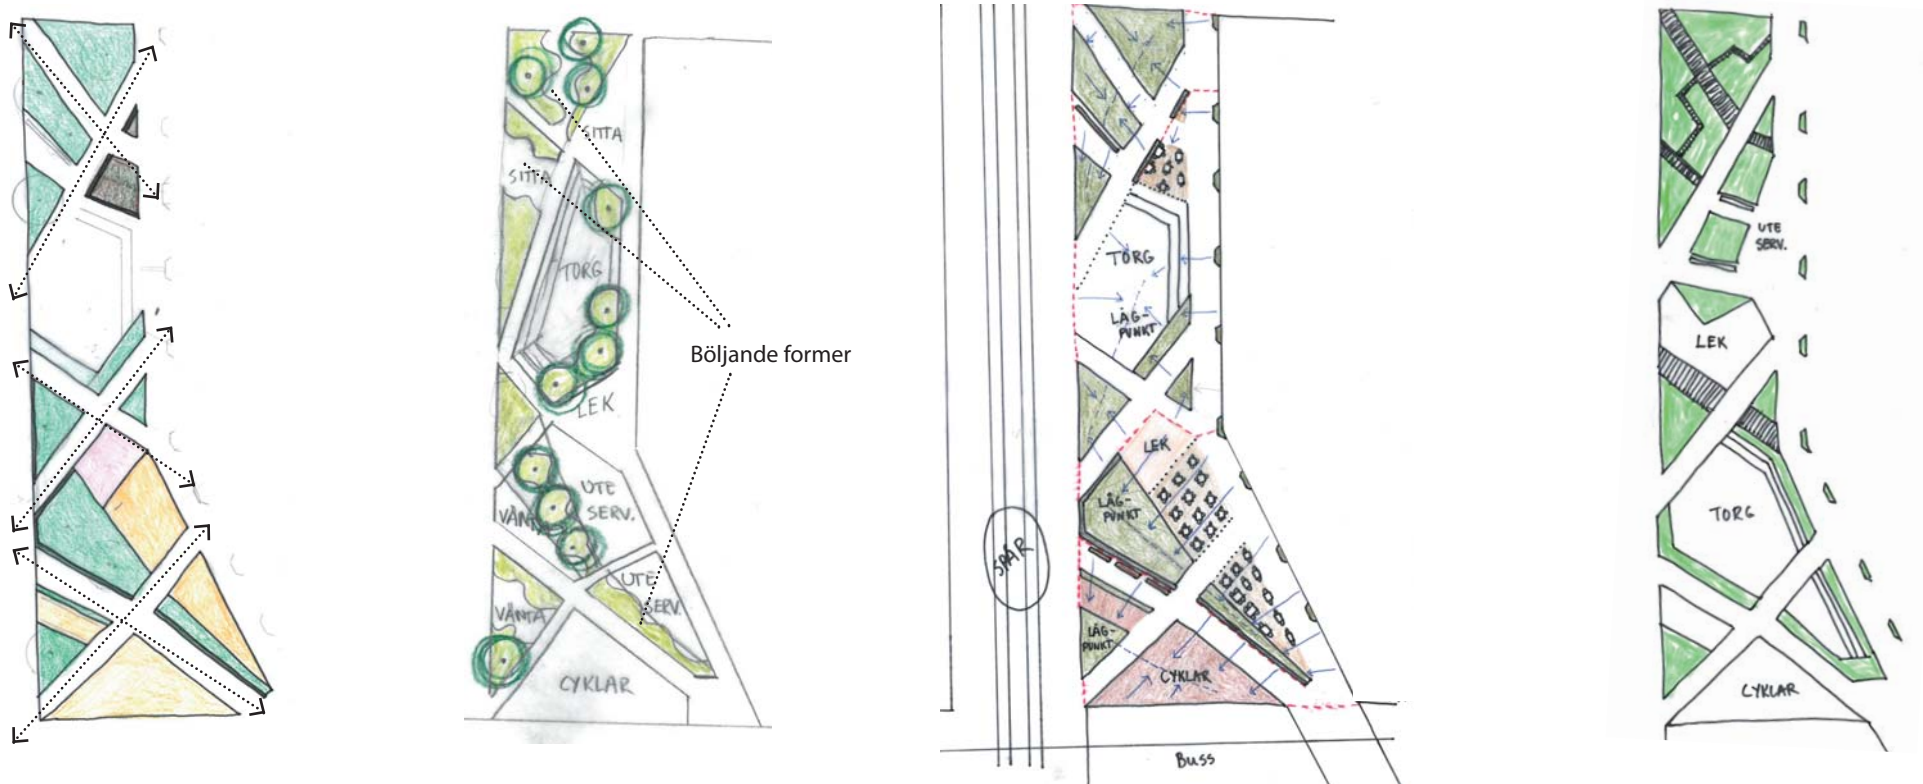 SITTA
SITTA
TORG
Böljande former
LEK
UTE
SERV.
VÄNTA
UTE
SERV.
VÄNTA
CYKLAR
TORG
LÅG-
PUNKT
LEK
LÅG-
PUNKT
SPÅR
LÅG-
PUNKT
CYKLAR
BUSS
UTE
SERV.
LEK
TORG
CYKLAR